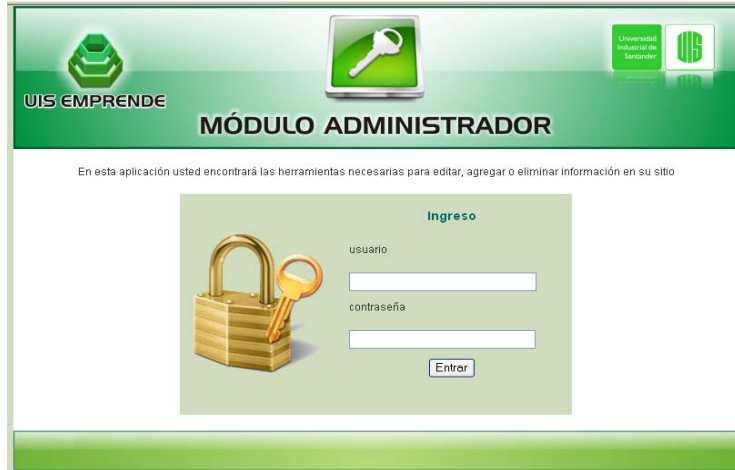 Universidad
Industrial de
Santander
UIS
UIS EMPRENDE
MÓDULO ADMINISTRADOR
En esta aplicación usted encontrará las herramientas necesarias para editar, agregar o eliminar información en su sitio
Ingreso
usuario
contraseña
Entrar